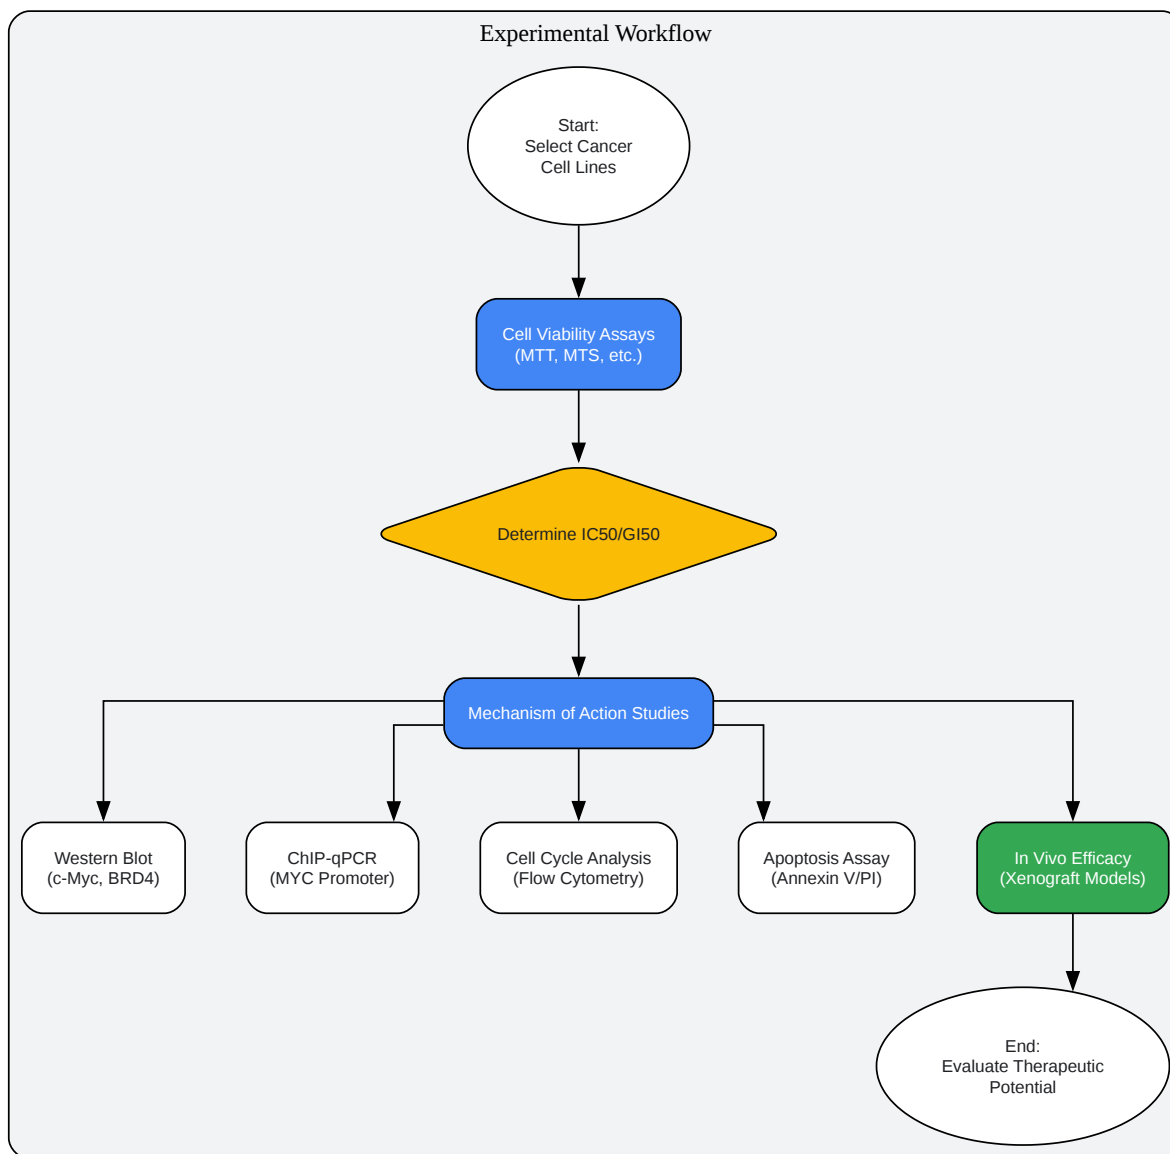 Experimental Workflow
Start:
Select Cancer
Cell Lines
Cell Viability Assays
(MTT, MTS, etc.)
Determine IC50/GI50
Mechanism of Action Studies
Western Blot
(c-Myc, BRD4)
ChIP-qPCR
(MYC Promoter)
Cell Cycle Analysis
(Flow Cytometry)
Apoptosis Assay
(Annexin V/PI)
In Vivo Efficacy
(Xenograft Models)
End:
Evaluate Therapeutic
Potential